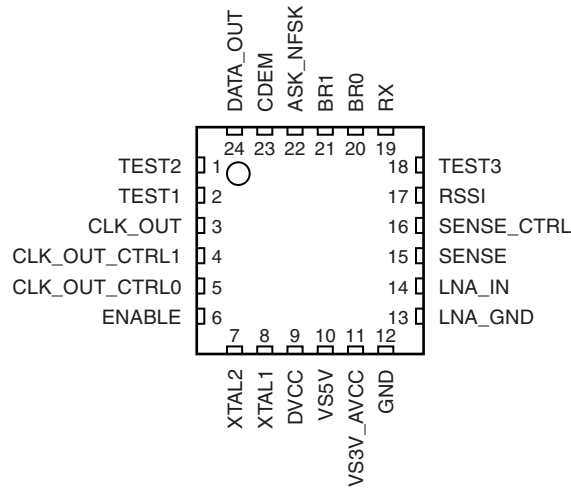 DATA_OUT
CDEM
ASK_NFSK
BR1
BR0
RX
24 23 22 21 20 19
TEST2 1 18 TEST3
TEST1 2 17 RSSI
CLK_OUT 3 16 SENSE_CTRL
CLK_OUT_CTRL1 4 15 SENSE
CLK_OUT_CTRL0 5 14 LNA_IN
ENABLE 6 13 LNA_GND
7 8 9 10 11 12
XTAL2
XTAL1
DVCC
VS5V
VS3V_AVCC
GND